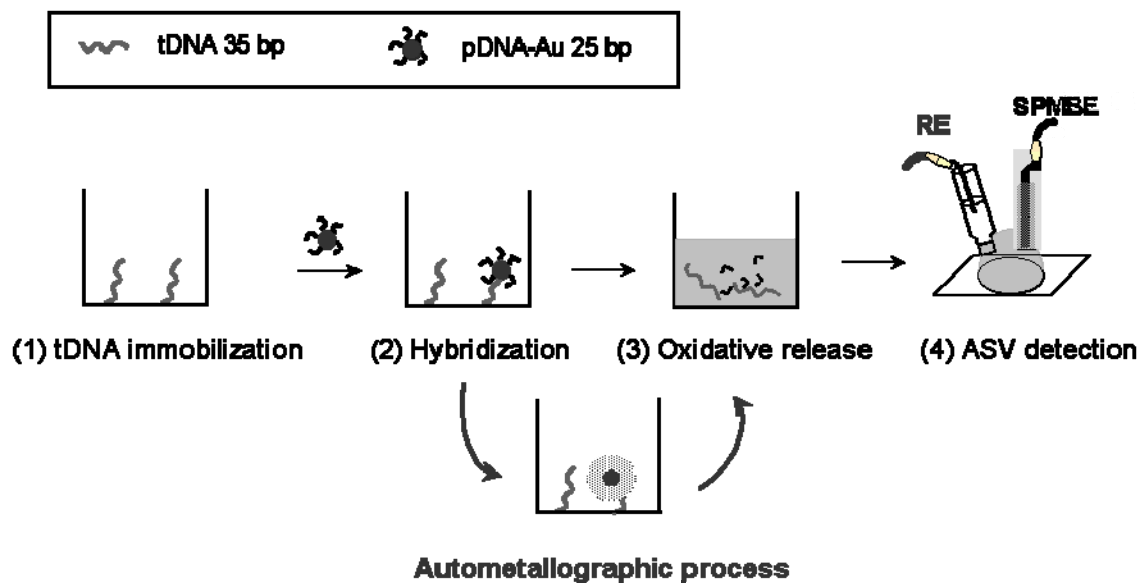 tDNA 35 bp
pDNA-Au 25 bp
RE
SPMBE
(1) tDNA immobilization
(2) Hybridization
(3) Oxidative release
(4) ASV detection
Autometallographic process